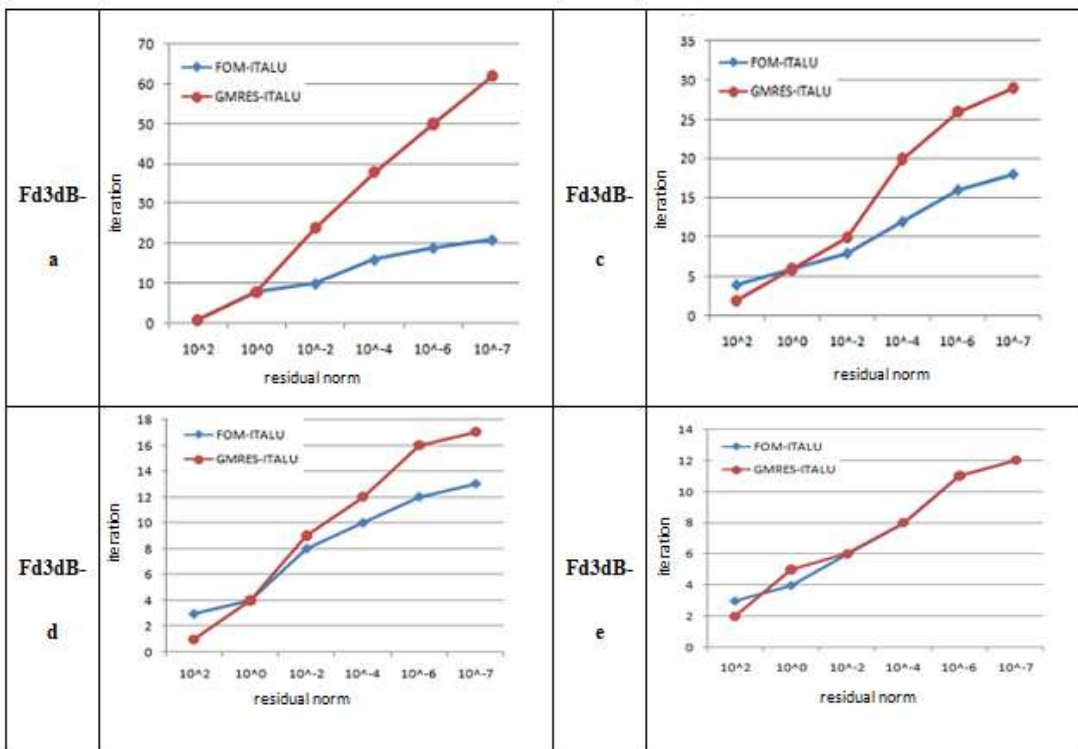 Fd3dB-
a
70
60
50
40
30
20
10
0
iteration
FOM-ITALU
GMRES-ITALU
10^2 10^0 10^-2 10^-4 10^-6 10^-7
residual norm
Fd3dB-
c
35
30
25
20
15
10
5
0
iteration
FOM-ITALU
GMRES-ITALU
10^2 10^0 10^-2 10^-4 10^-6 10^-7
residual norm
Fd3dB-
d
18
16
14
12
10
8
6
4
2
0
iteration
FOM-ITALU
GMRES-ITALU
10^2 10^0 10^-2 10^-4 10^-6 10^-7
residual norm
Fd3dB-
e
14
12
10
8
6
4
2
0
iteration
FOM-ITALU
GMRES-ITALU
10^2 10^0 10^-2 10^-4 10^-6 10^-7
residual norm